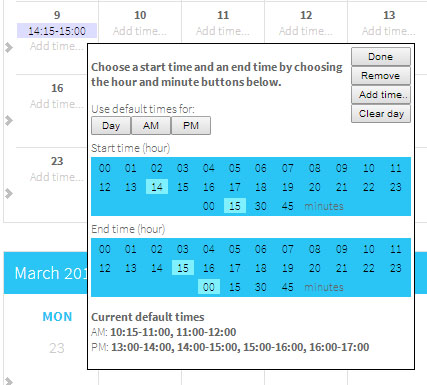 9 10 11 12 13
14:15-15:00 Add time... Add time... Add time... Add time...
Add time...
Done
Choose a start time and an end time by choosing
the hour and minute buttons below.
Remove
Add time...
Clear day
16
Add time...
Use default times for:
Day AM PM
Start time (hour)
00 01 02 03 04 05 06 07 08 09 10 11
12 13 14 15 16 17 18 19 20 21 22 23
00 15 30 45 minutes
23
Add time...
End time (hour)
00 01 02 03 04 05 06 07 08 09 10 11
12 13 14 15 16 17 18 19 20 21 22 23
00 15 30 45 minutes
March 201
MON
23
Current default times
AM: 10:15-11:00, 11:00-12:00
PM: 13:00-14:00, 14:00-15:00, 15:00-16:00, 16:00-17:00